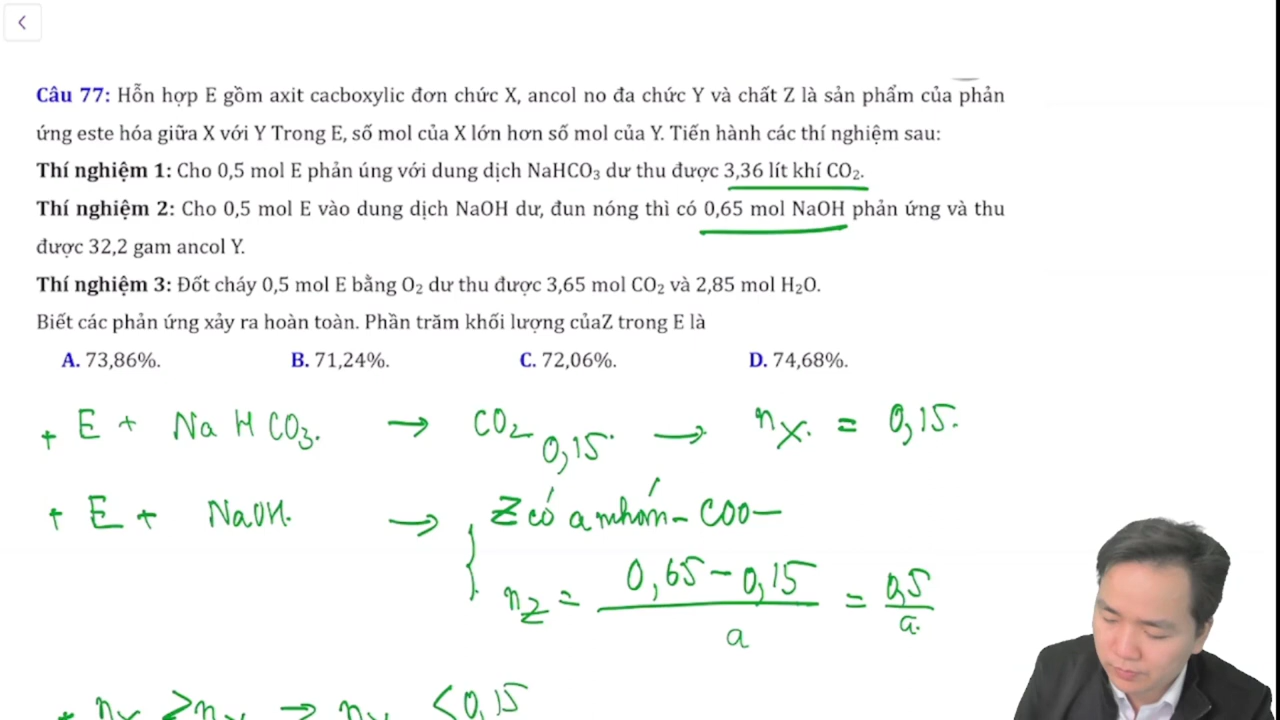 Câu 77: Hỗn hợp E gồm axit cacboxylic đơn chức X, ancol no đa chức Y và chất Z là sản phẩm của phản
ứng este hóa giữa X với Y Trong E, số mol của X lớn hơn số mol của Y. Tiến hành các thí nghiệm sau:
Thí nghiệm 1: Cho 0,5 mol E phản úng với dung dịch NaHCO₃ dư thu được 3,36 lít khí CO₂.
Thí nghiệm 2: Cho 0,5 mol E vào dung dịch NaOH dư, đun nóng thì có 0,65 mol NaOH phản ứng và thu
được 32,2 gam ancol Y.
Thí nghiệm 3: Đốt cháy 0,5 mol E bằng O₂ dư thu được 3,65 mol CO₂ và 2,85 mol H₂O.
Biết các phản ứng xảy ra hoàn toàn. Phần trăm khối lượng củaZ trong E là
A. 73,86%. B. 71,24%. C. 72,06%. D. 74,68%.
+ E + NaHCO₃. → CO₂ 0,15. → nX. = 0,15.
+ E + NaOH. → Z có a nhóm -COO-
nZ = (0,65 - 0,15)/a = 0,5/a.